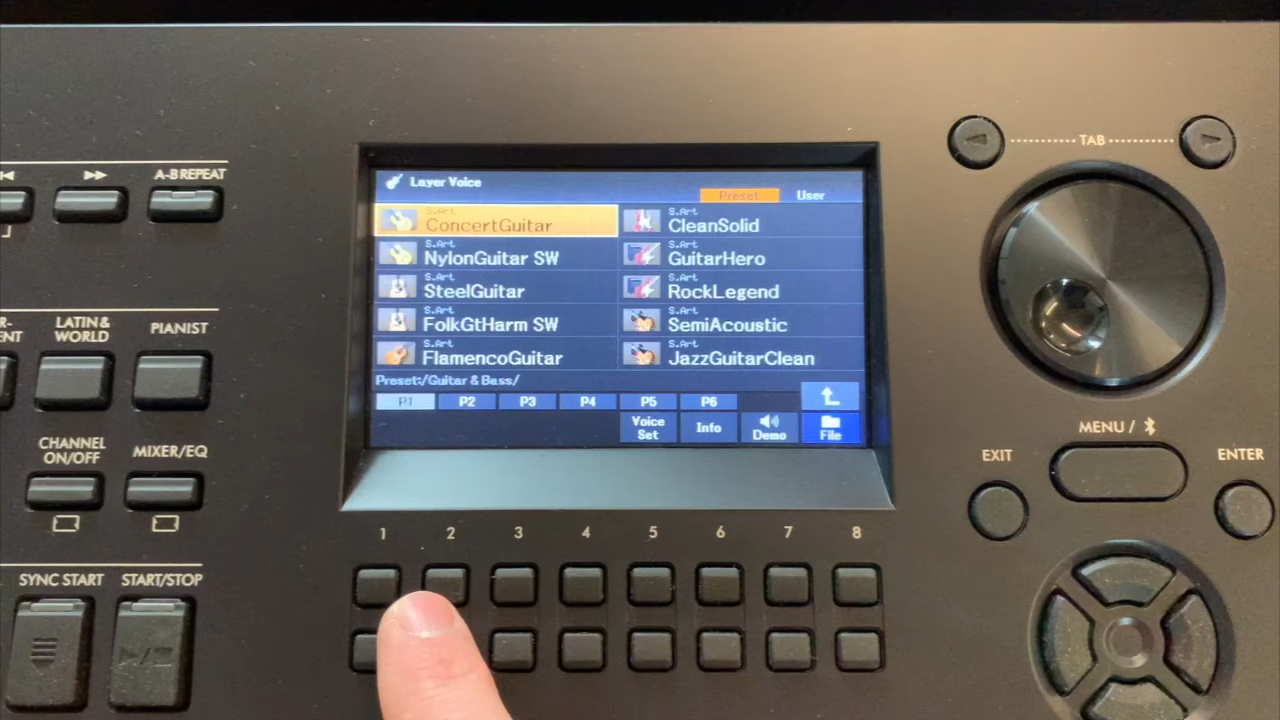 A-B REPEAT
TAB
Layer Voice
Preset User
S.Art
ConcertGuitar
S.Art
CleanSolid
S.Art
NylonGuitar SW
S.Art
GuitarHero
S.Art
SteelGuitar
S.Art
RockLegend
S.Art
FolkGtHarm SW
S.Art
SemiAcoustic
S.Art
FlamencoGuitar
S.Art
JazzGuitarClean
Preset:/Guitar & Bass/
P1 P2 P3 P4 P5 P6
Voice
Set
Info
Demo
File
LATIN &
WORLD
PIANIST
CHANNEL
ON/OFF
MIXER/EQ
MENU /
EXIT
ENTER
1 2 3 4 5 6 7 8
SYNC START
START/STOP